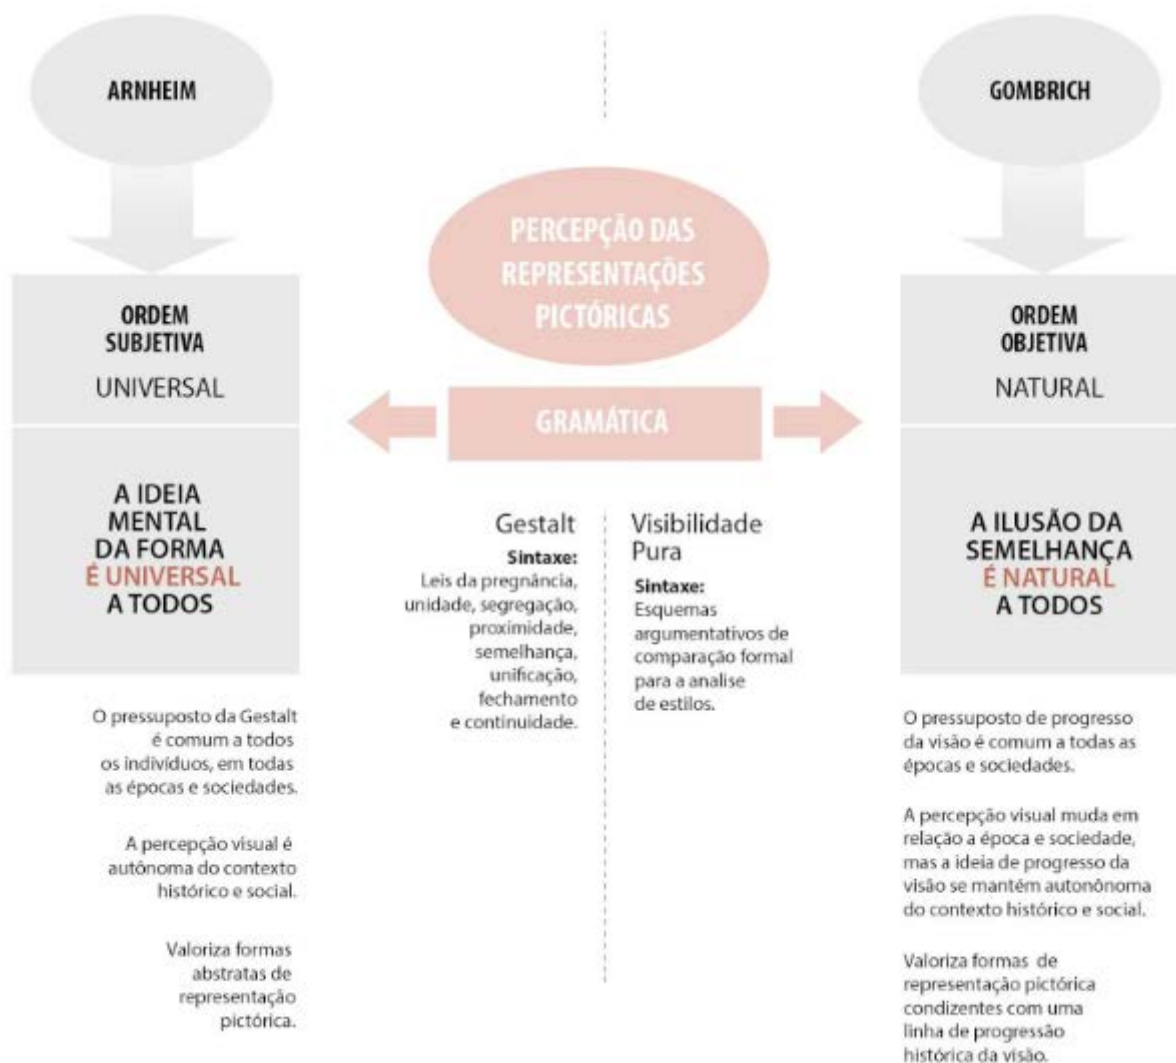 ARNHEIM
ORDEM
SUBJETIVA
UNIVERSAL
A IDEIA
MENTAL
DA FORMA
É UNIVERSAL
A TODOS
O pressuposto da Gestalt
é comum a todos
os indivíduos, em todas
as épocas e sociedades.
A percepção visual é
autônoma do contexto
histórico e social.
Valoriza formas
abstratas de
representação
pictórica.
PERCEPÇÃO DAS
REPRESENTAÇÕES
PICTÓRICAS
GRAMÁTICA
Gestalt
Sintaxe:
Leis da pregnância,
unidade, segregação,
proximidade,
semelhança,
unificação,
fechamento
e continuidade.
Visibilidade
Pura
Sintaxe:
Esquemas
argumentativos de
comparação formal
para a analise
de estilos.
GOMBRICH
ORDEM
OBJETIVA
NATURAL
A ILUSÃO DA
SEMELHANÇA
É NATURAL
A TODOS
O pressuposto de progresso
da visão é comum a todas as
épocas e sociedades.
A percepção visual muda em
relação a época e sociedade,
mas a ideia de progresso da
visão se mantém autonônoma
do contexto histórico e social.
Valoriza formas de
representação pictórica
condizentes com uma
linha de progressão
histórica da visão.